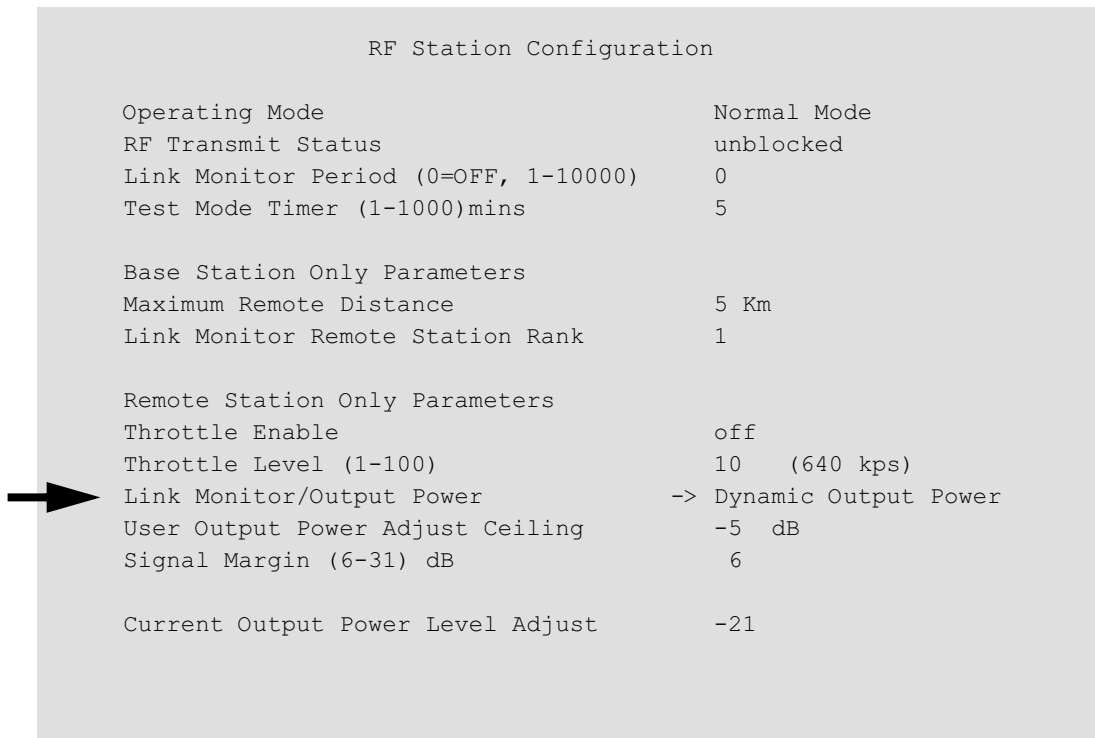 RF Station Configuration
Operating Mode Normal Mode
RF Transmit Status unblocked
Link Monitor Period (0=OFF, 1-10000) 0
Test Mode Timer (1-1000)mins 5
Base Station Only Parameters
Maximum Remote Distance 5 Km
Link Monitor Remote Station Rank 1
Remote Station Only Parameters
Throttle Enable off
Throttle Level (1-100) 10 (640 kps)
Link Monitor/Output Power -> Dynamic Output Power
User Output Power Adjust Ceiling -5 dB
Signal Margin (6-31) dB 6
Current Output Power Level Adjust -21